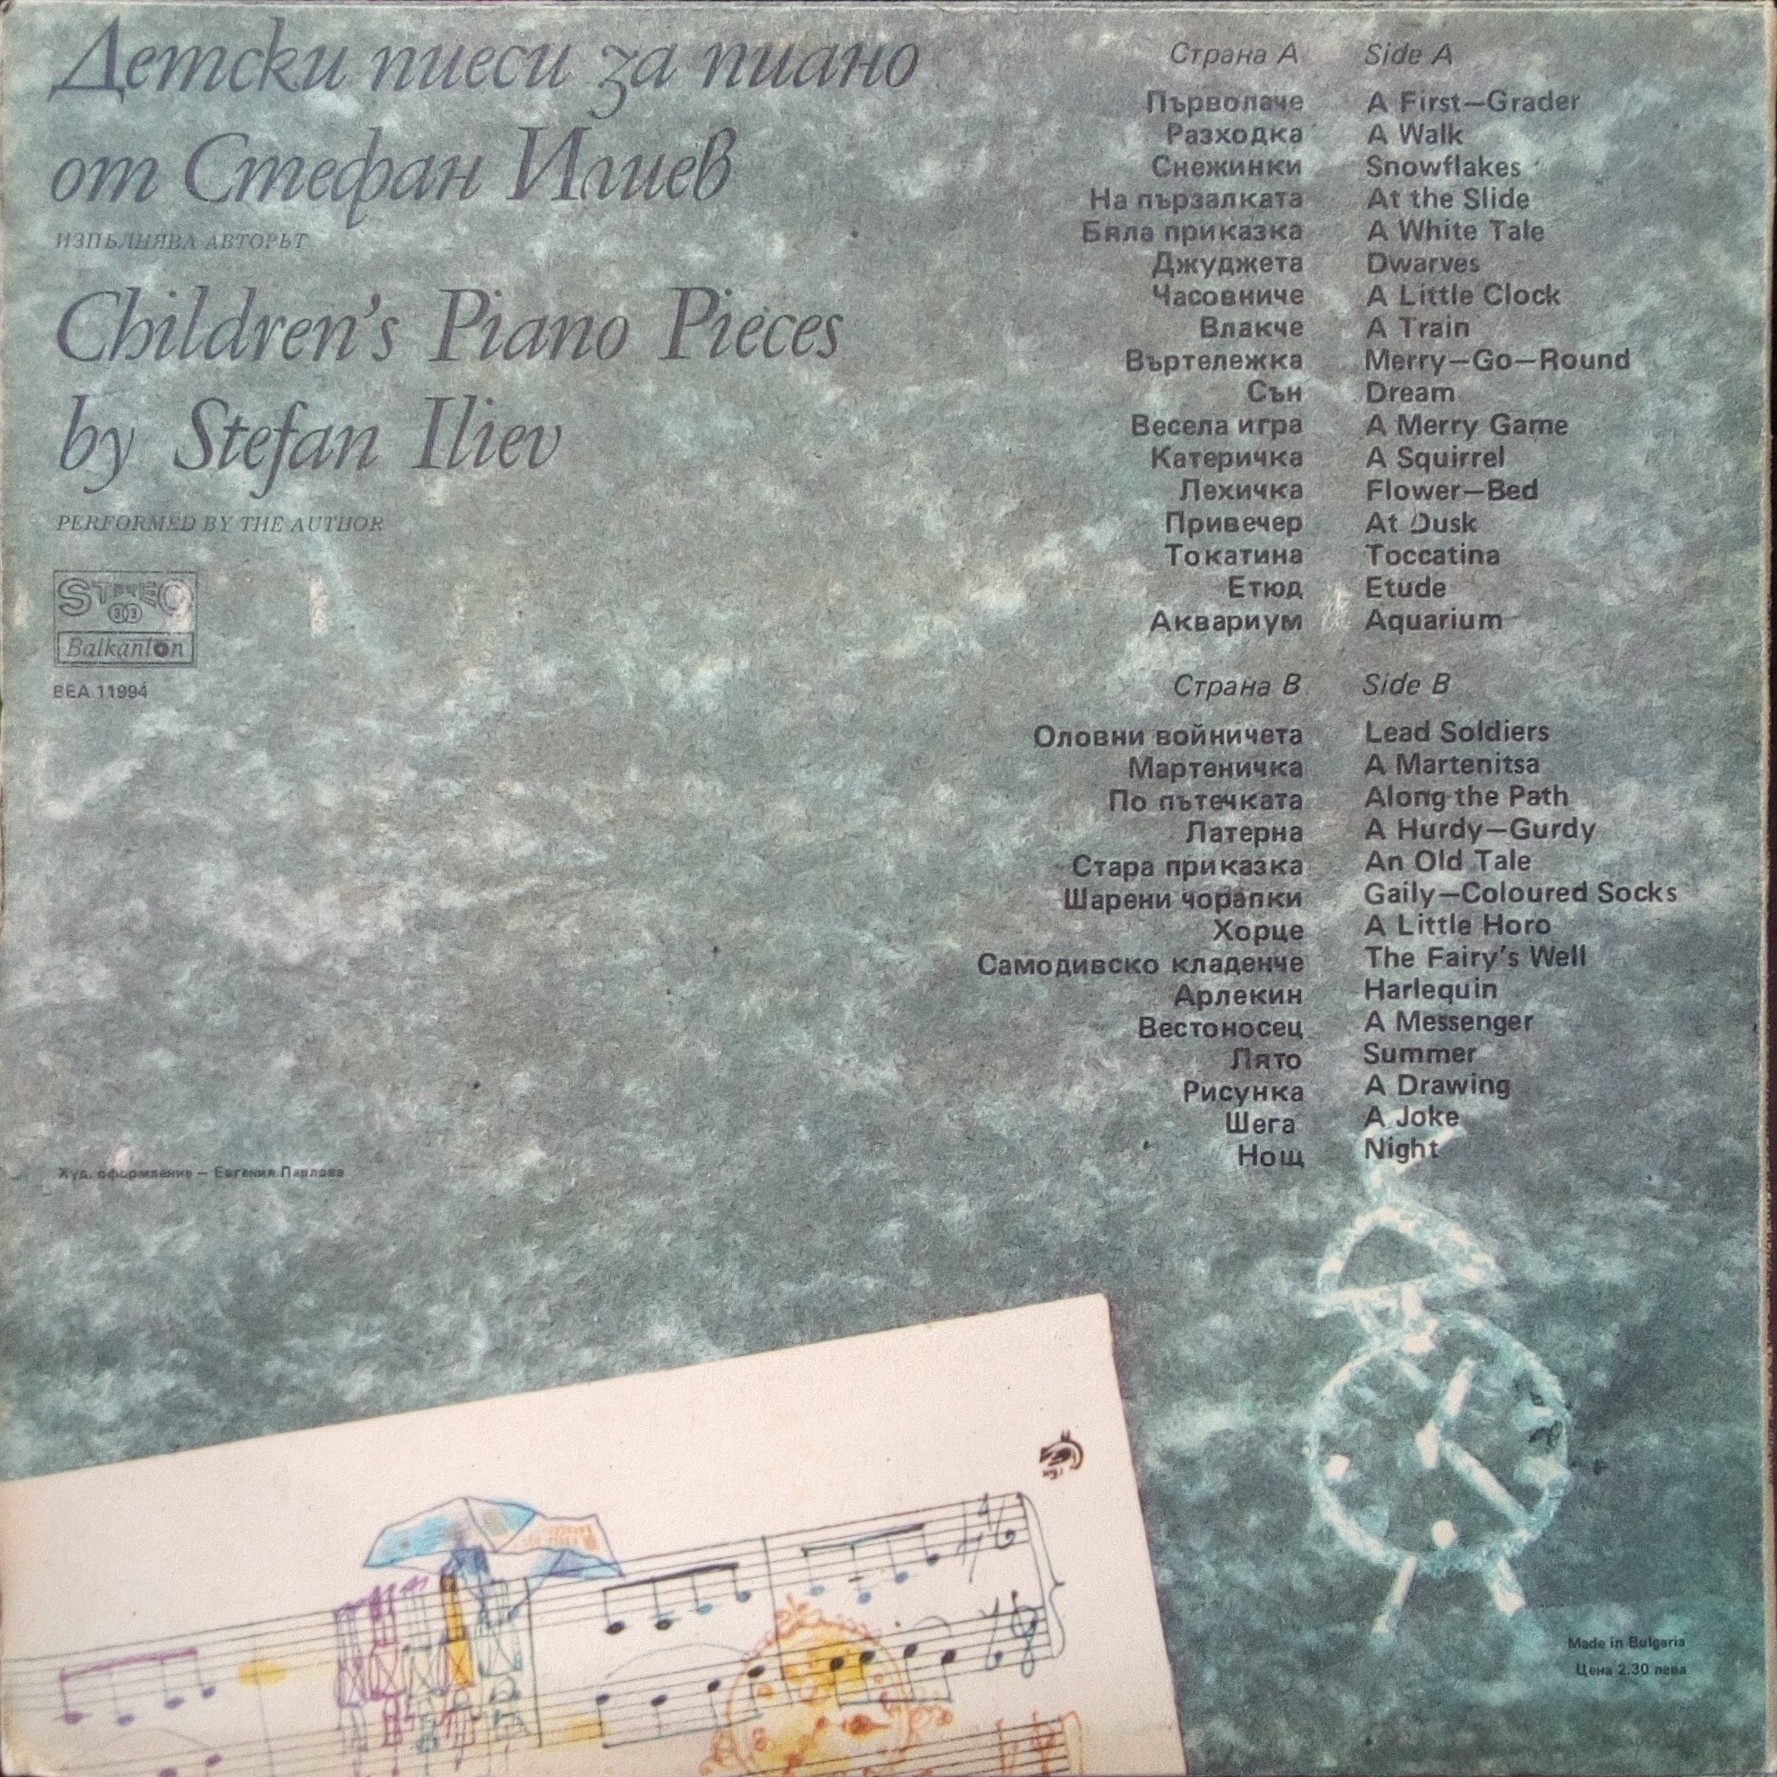 Детски пиеси за пиано
от Стефан Илиев
ИЗПЪЛНЯВА АВТОРЪТ
Children's Piano Pieces
by Stefan Iliev
PERFORMED BY THE AUTHOR
STEREO
33
Balkanton
ВЕА 11994
Худ. оформление – Евгения Павлова
Страна А Side A
Първолаче A First–Grader
Разходка A Walk
Снежинки Snowflakes
На пързалката At the Slide
Бяла приказка A White Tale
Джуджета Dwarves
Часовниче A Little Clock
Влакче A Train
Въртележка Merry–Go–Round
Сън Dream
Весела игра A Merry Game
Катеричка A Squirrel
Лехичка Flower–Bed
Привечер At Dusk
Токатина Toccatina
Етюд Etude
Аквариум Aquarium
Страна В Side B
Оловни войничета Lead Soldiers
Мартеничка A Martenitsa
По пътечката Along the Path
Латерна A Hurdy–Gurdy
Стара приказка An Old Tale
Шарени чорапки Gaily–Coloured Socks
Хорце A Little Horo
Самодивско кладенче The Fairy's Well
Арлекин Harlequin
Вестоносец A Messenger
Лято Summer
Рисунка A Drawing
Шега A Joke
Нощ Night
Made in Bulgaria
Цена 2.30 лева